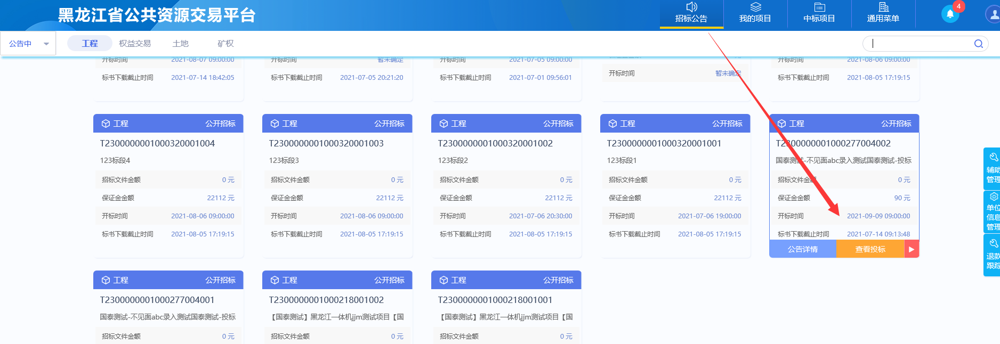 黑龙江省公共资源交易平台
招标公告 我的项目 中标项目 通用菜单 4
公告中 工程 权益交易 土地 矿权
开标时间 2021-08-07 09:00:00 开标时间 暂未确定 开标时间 2021-07-05 09:00:00 开标时间 2021-08-06 09:00:00
开标时间 暂未确定
标书下载截止时间 2021-07-14 18:42:05 标书下载截止时间 2021-07-05 20:21:20 标书下载截止时间 2021-07-01 09:56:01 标书下载截止时间 2021-08-05 17:19:15
工程 公开招标 工程 公开招标 工程 公开招标 工程 公开招标 工程 公开招标
T2300000001000320001004 T2300000001000320001003 T2300000001000320001002 T2300000001000320001001 T2300000001000277004002
123标段4 123标段3 123标段2 123标段1 国泰测试-不见面abc录入测试国泰测试-投标
招标文件金额 0 元 招标文件金额 0 元 招标文件金额 0 元 招标文件金额 0 元 招标文件金额 0 元
保证金金额 22112 元 保证金金额 22112 元 保证金金额 22112 元 保证金金额 22112 元 保证金金额 90 元
开标时间 2021-08-06 09:00:00 开标时间 2021-08-06 09:00:00 开标时间 2021-07-06 20:30:00 开标时间 2021-07-06 19:00:00 开标时间 2021-09-09 09:00:00
标书下载截止时间 2021-08-05 17:19:15 标书下载截止时间 2021-08-05 17:19:15 标书下载截止时间 2021-08-05 17:19:15 标书下载截止时间 2021-08-05 17:19:15 标书下载截止时间 2021-07-14 09:13:48
公告详情 查看投标
工程 公开招标 工程 公开招标 工程 公开招标
T2300000001000277004001 T2300000001000218001002 T2300000001000218001001
国泰测试-不见面abc录入测试国泰测试-投标 【国泰测试】黑龙江一体机jjm测试项目【国 【国泰测试】黑龙江一体机jjm测试项目【国
招标文件金额 0 元 招标文件金额 0 元 招标文件金额 0 元
辅助
管理
单位
信息
管理
退款
跟踪